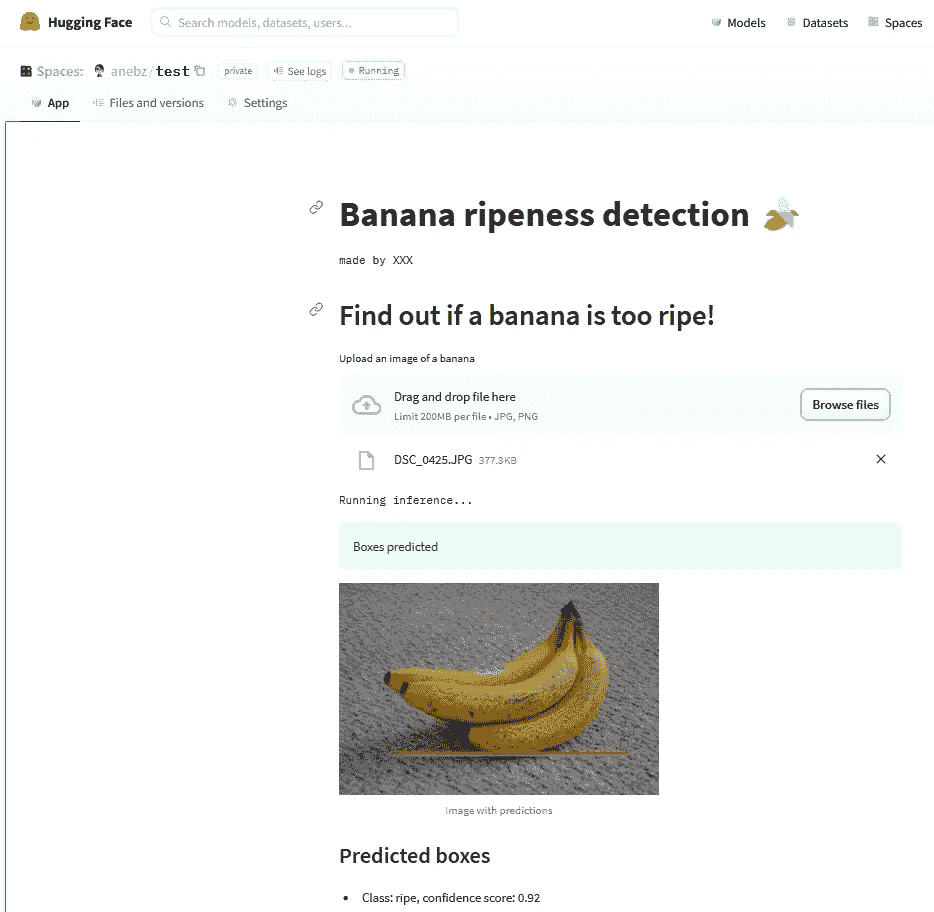 Hugging Face
Search models, datasets, users...
Models
Datasets
Spaces
Spaces: anebz/test
private
See logs
Running
App
Files and versions
Settings
Banana ripeness detection
made by XXX
Find out if a banana is too ripe!
Upload an image of a banana
Drag and drop file here
Limit 200MB per file • JPG, PNG
Browse files
DSC_0425.JPG 377.3KB
Running inference...
Boxes predicted
Image with predictions
Predicted boxes
• Class: ripe, confidence score: 0.92